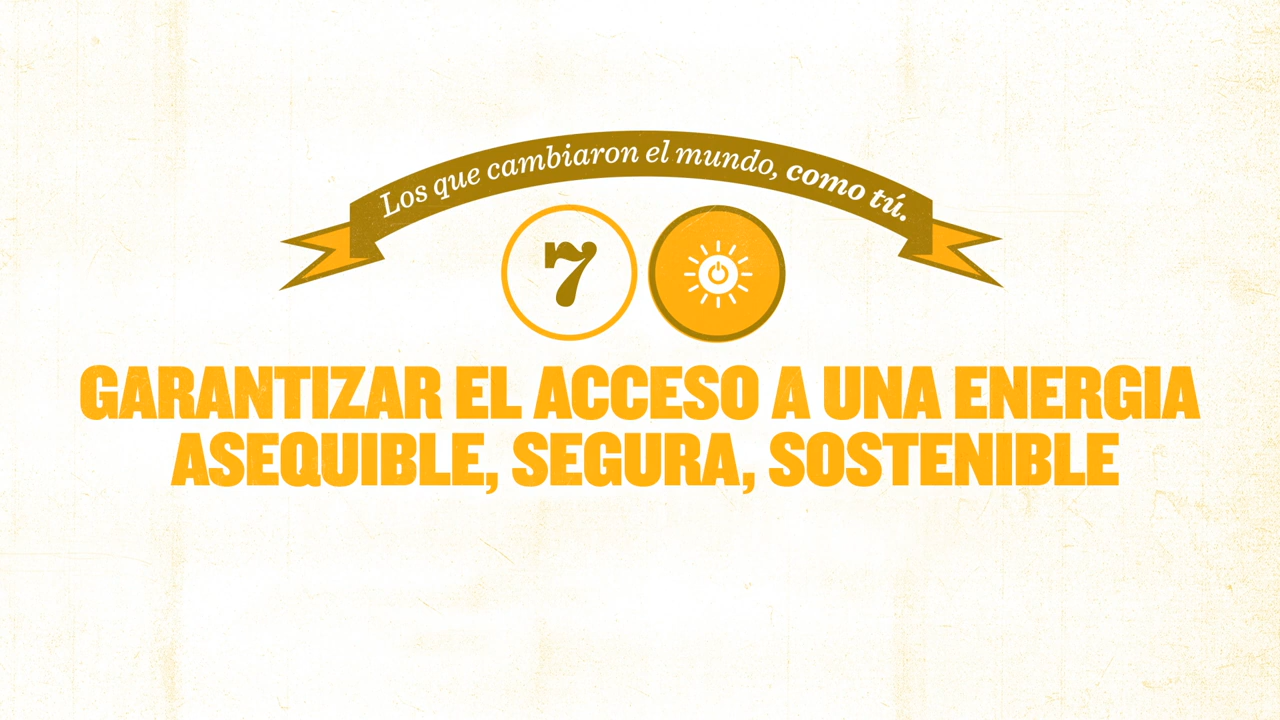 Los que cambiaron el mundo, como tú.
7
GARANTIZAR EL ACCESO A UNA ENERGIA
ASEQUIBLE, SEGURA, SOSTENIBLE